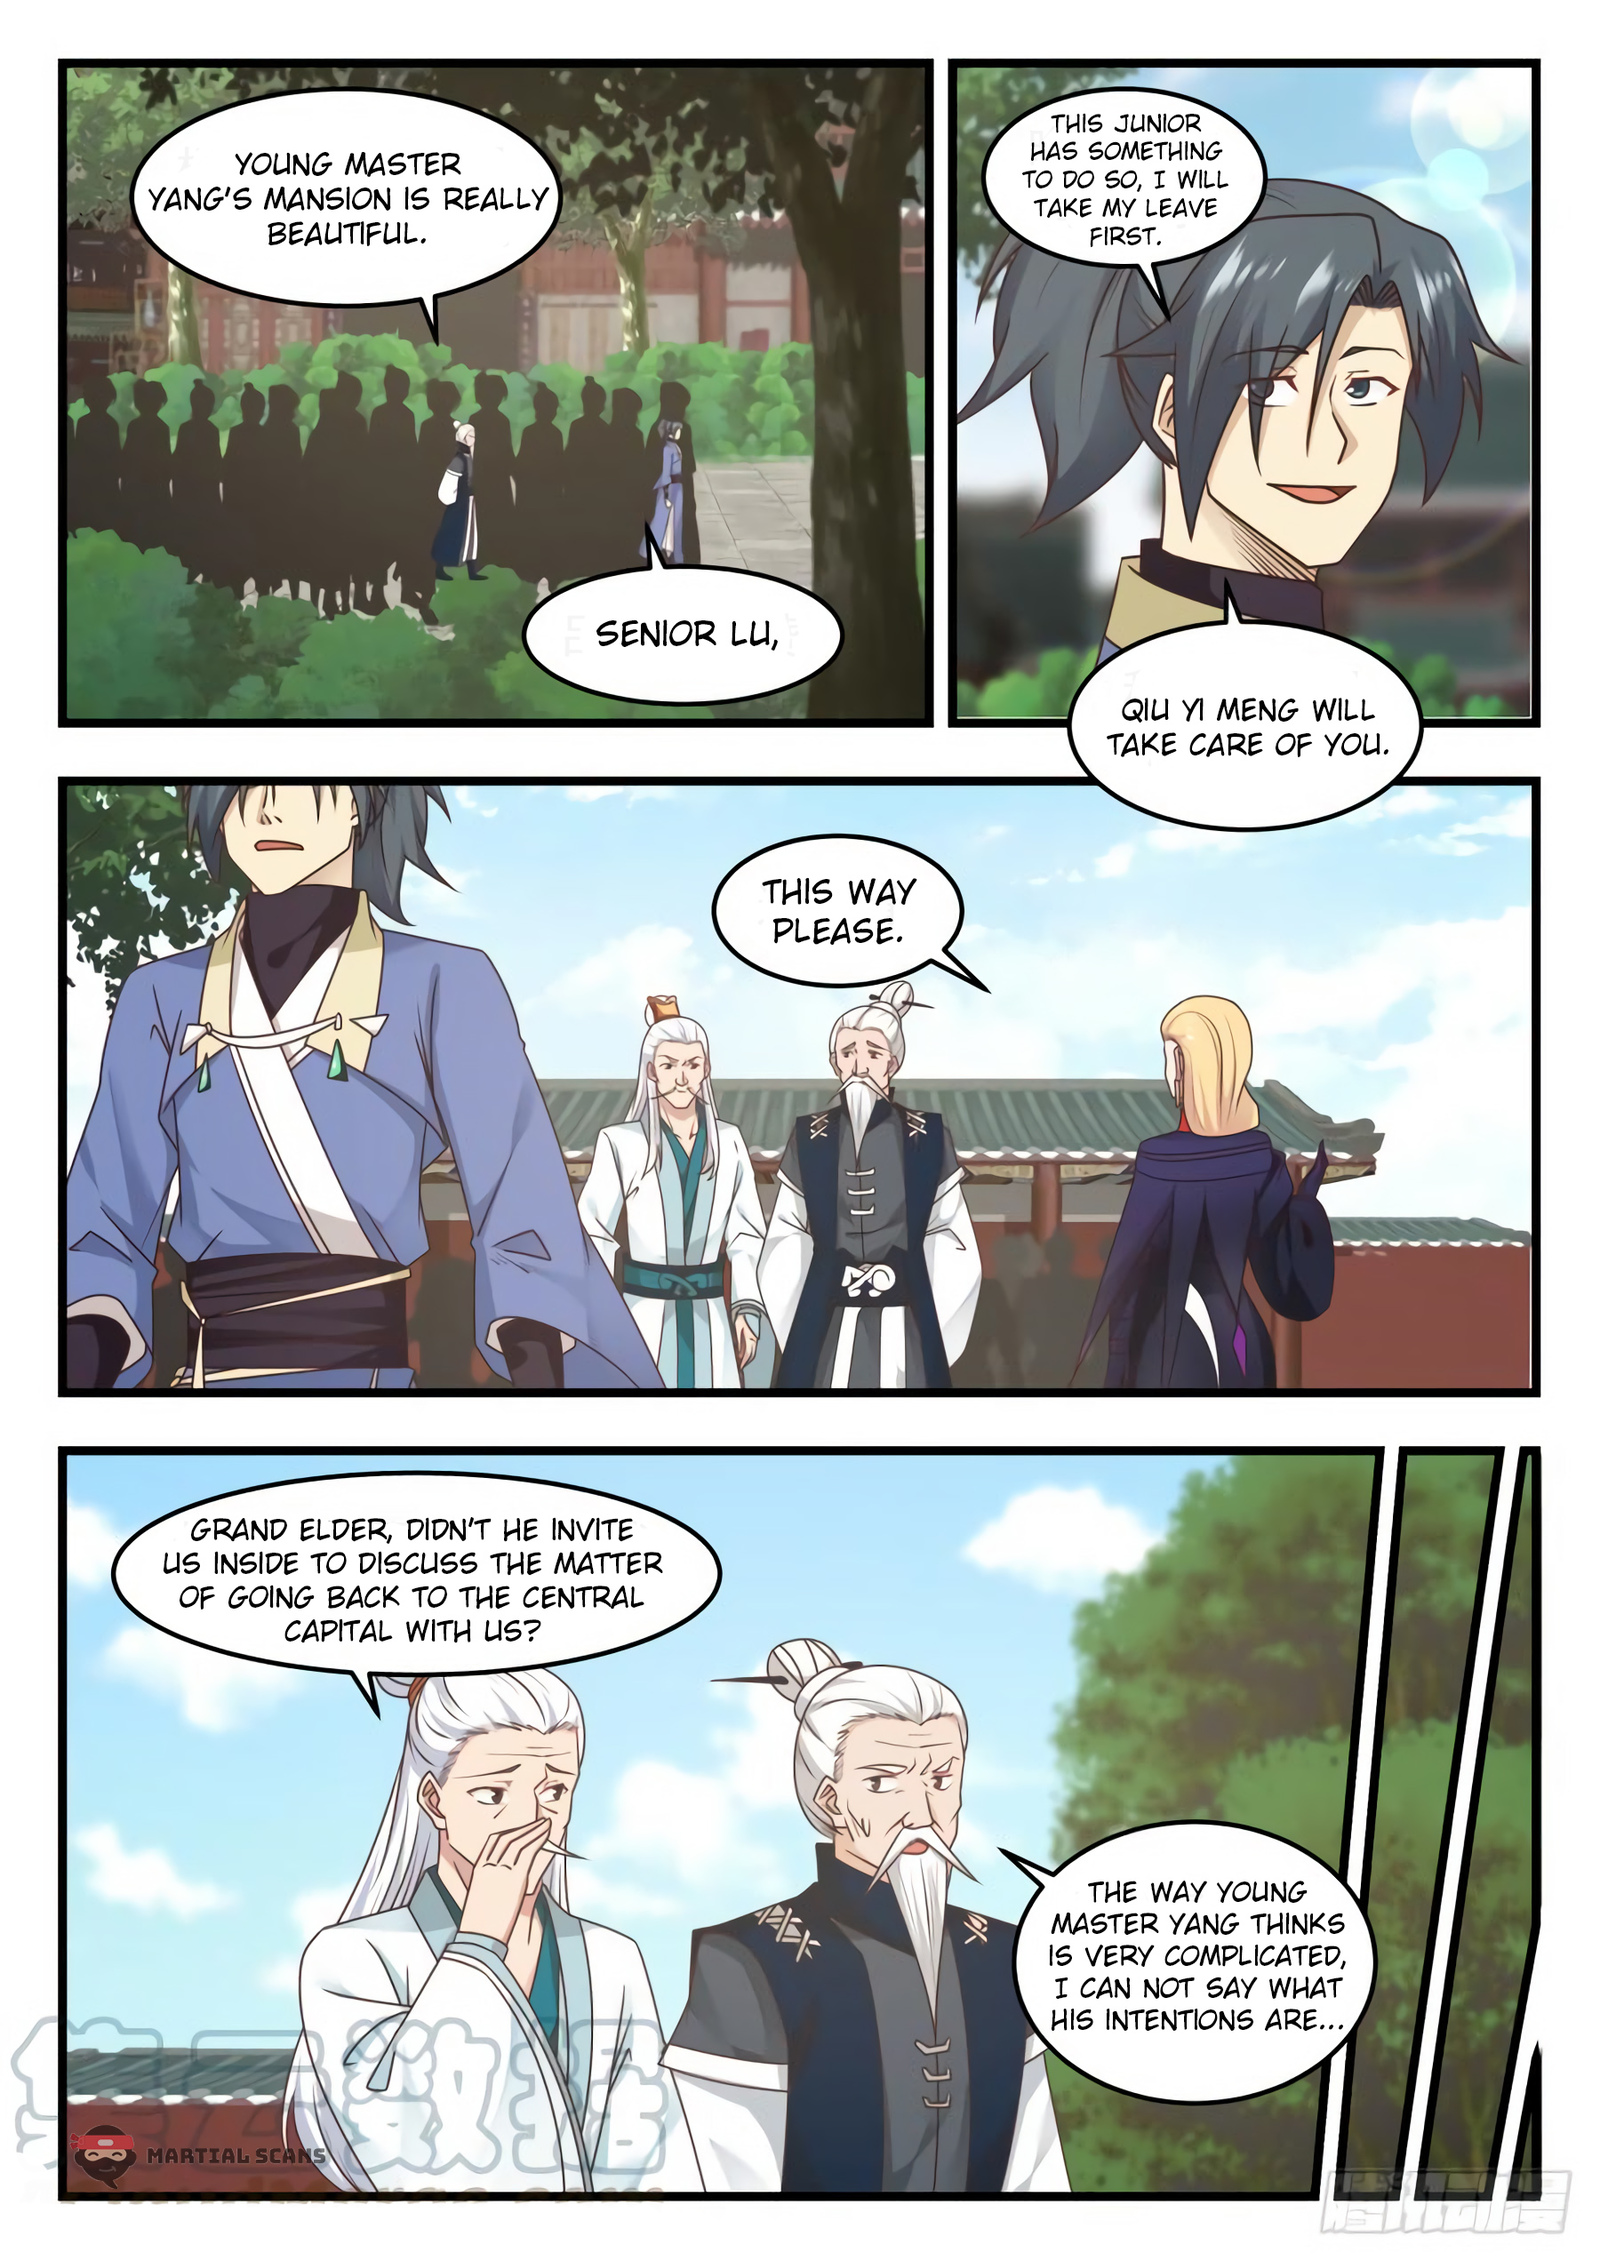 YOUNG MASTER
YANG'S MANSION IS REALLY
BEAUTIFUL.
SENIOR LU,
THIS JUNIOR
HAS SOMETHING
TO DO SO, I WILL
TAKE MY LEAVE
FIRST.
QIU YI MENG WILL
TAKE CARE OF YOU.
THIS WAY
PLEASE.
GRAND ELDER, DIDN'T HE INVITE
US INSIDE TO DISCUSS THE MATTER
OF GOING BACK TO THE CENTRAL
CAPITAL WITH US?
THE WAY YOUNG
MASTER YANG THINKS
IS VERY COMPLICATED,
I CAN NOT SAY WHAT
HIS INTENTIONS ARE...
MARTIAL SCANS